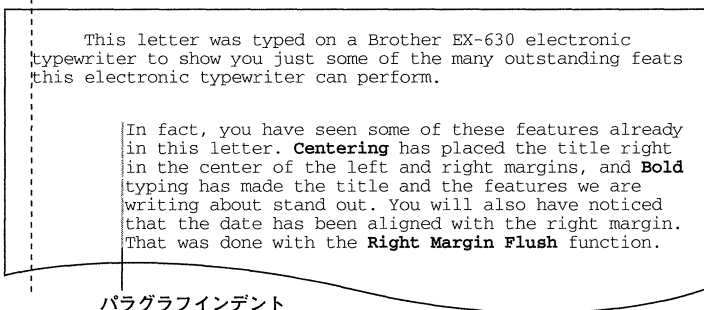 This letter was typed on a Brother EX-630 electronic
typewriter to show you just some of the many outstanding feats
this electronic typewriter can perform.
In fact, you have seen some of these features already
in this letter. Centering has placed the title right
in the center of the left and right margins, and Bold
typing has made the title and the features we are
writing about stand out. You will also have noticed
that the date has been aligned with the right margin.
That was done with the Right Margin Flush function.
パラグラフインデント